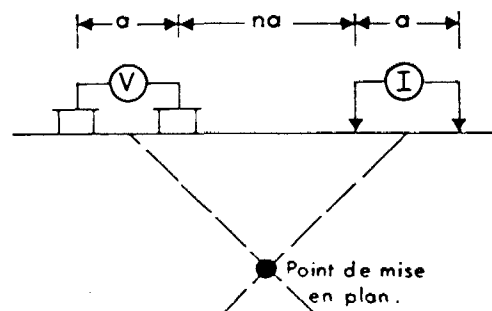 a na a
V I
Point de mise
en plan.